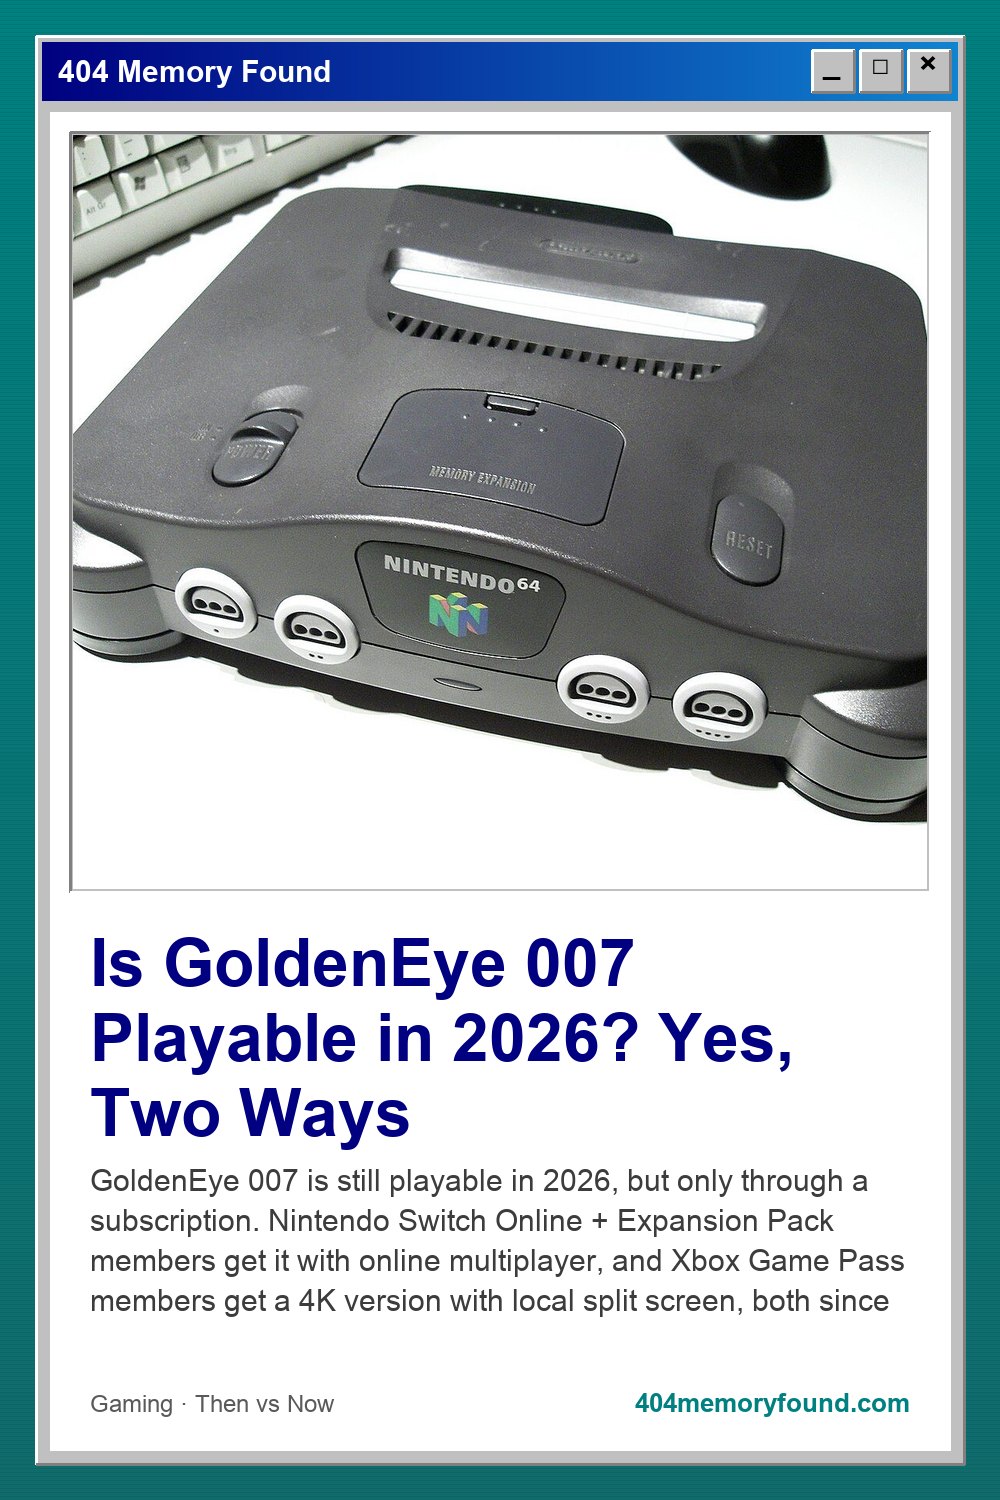 404 Memory Found
Alt Gr
POWER
MEMORY EXPANSION
RESET
NINTENDO64
Is GoldenEye 007
Playable in 2026? Yes,
Two Ways
GoldenEye 007 is still playable in 2026, but only through a
subscription. Nintendo Switch Online + Expansion Pack
members get it with online multiplayer, and Xbox Game Pass
members get a 4K version with local split screen, both since
Gaming · Then vs Now
404memoryfound.com